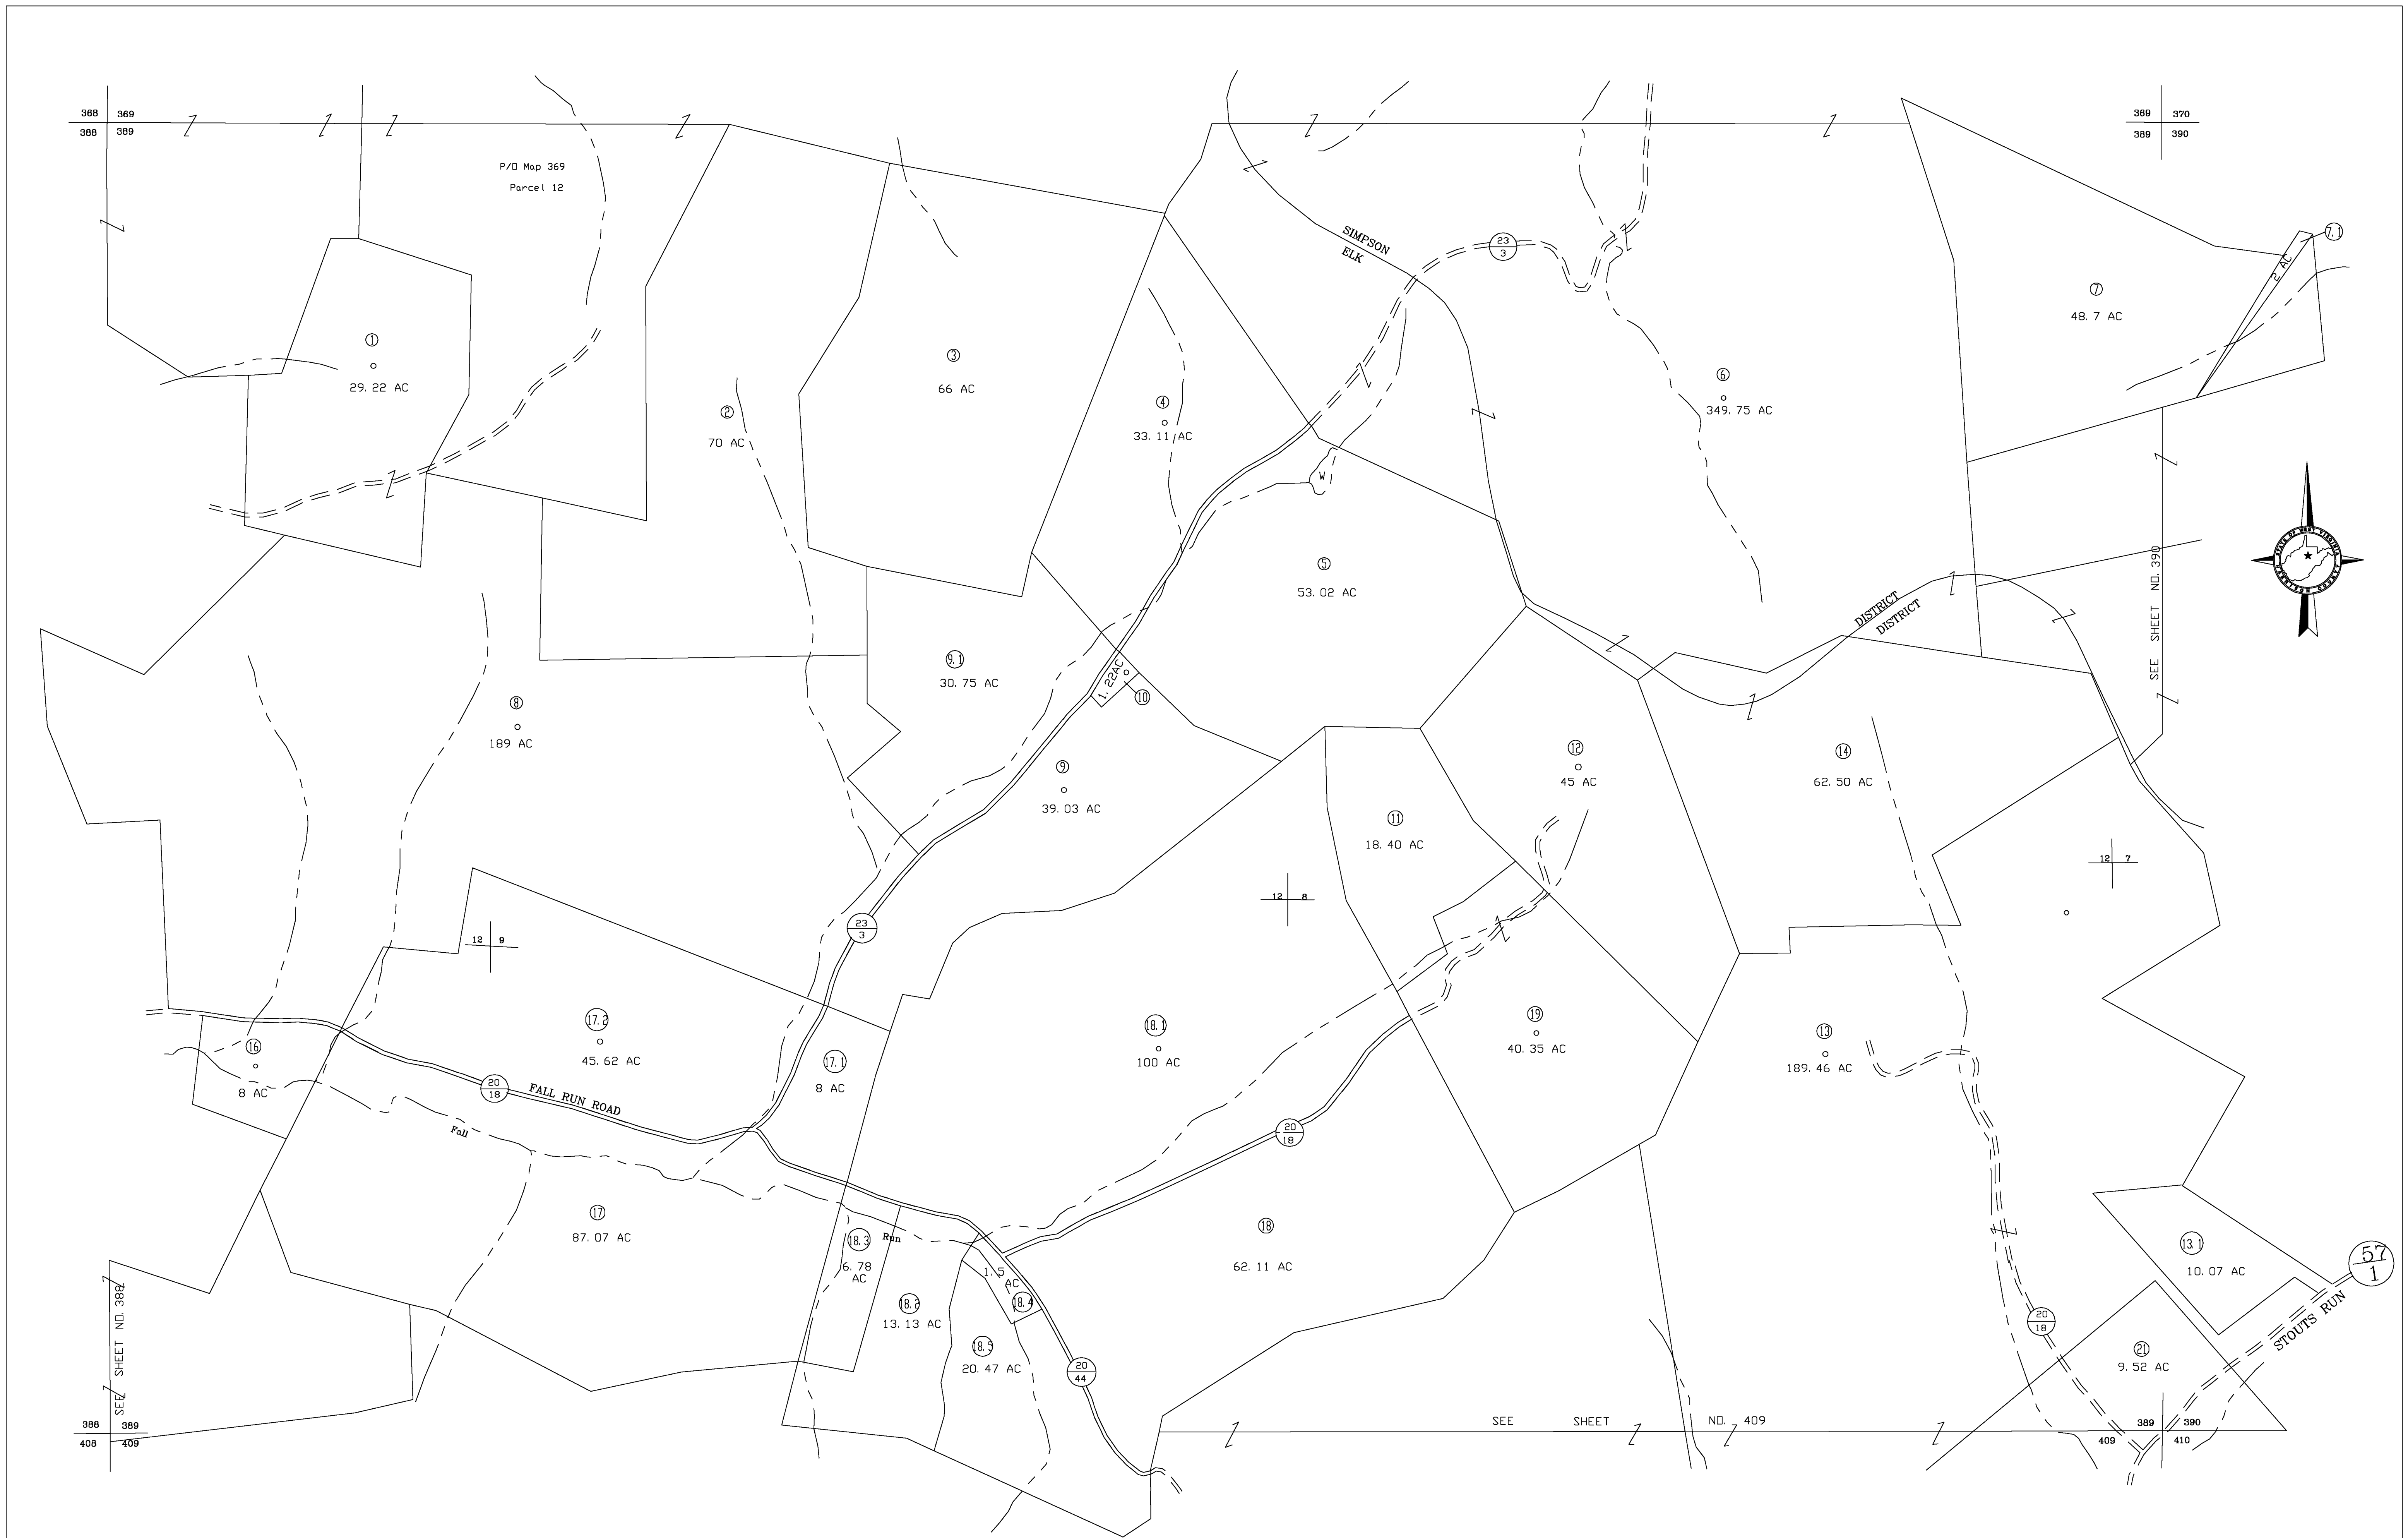 368 369
388 389
P/O Map 369
Parcel 12
369 370
389 390
SIMPSON
ELK
23
3
7.1
2 AC
7
48.7 AC
1
29.22 AC
3
66 AC
6
349.75 AC
2
70 AC
4
33.11 AC
W
5
53.02 AC
STATE OF WEST VIRGINIA
HARRISON COUNTY
SEE SHEET NO. 390
DISTRICT
DISTRICT
9.1
30.75 AC
1.22AC
10
8
189 AC
9
39.03 AC
12
45 AC
14
62.50 AC
11
18.40 AC
12 7
12 8
23
3
12 9
17.2
45.62 AC
18.1
100 AC
19
40.35 AC
13
189.46 AC
16
8 AC
17.1
8 AC
20
18
FALL RUN ROAD
Fall
20
18
17
87.07 AC
18
62.11 AC
18.3
6.78
AC
Run
1.5
AC
18.4
18.2
13.13 AC
18.5
20.47 AC
20
44
13.1
10.07 AC
57
1
STOUTS RUN
20
18
21
9.52 AC
SEE SHEET NO. 388
388 389
408 409
SEE SHEET NO. 409
389 390
409 410